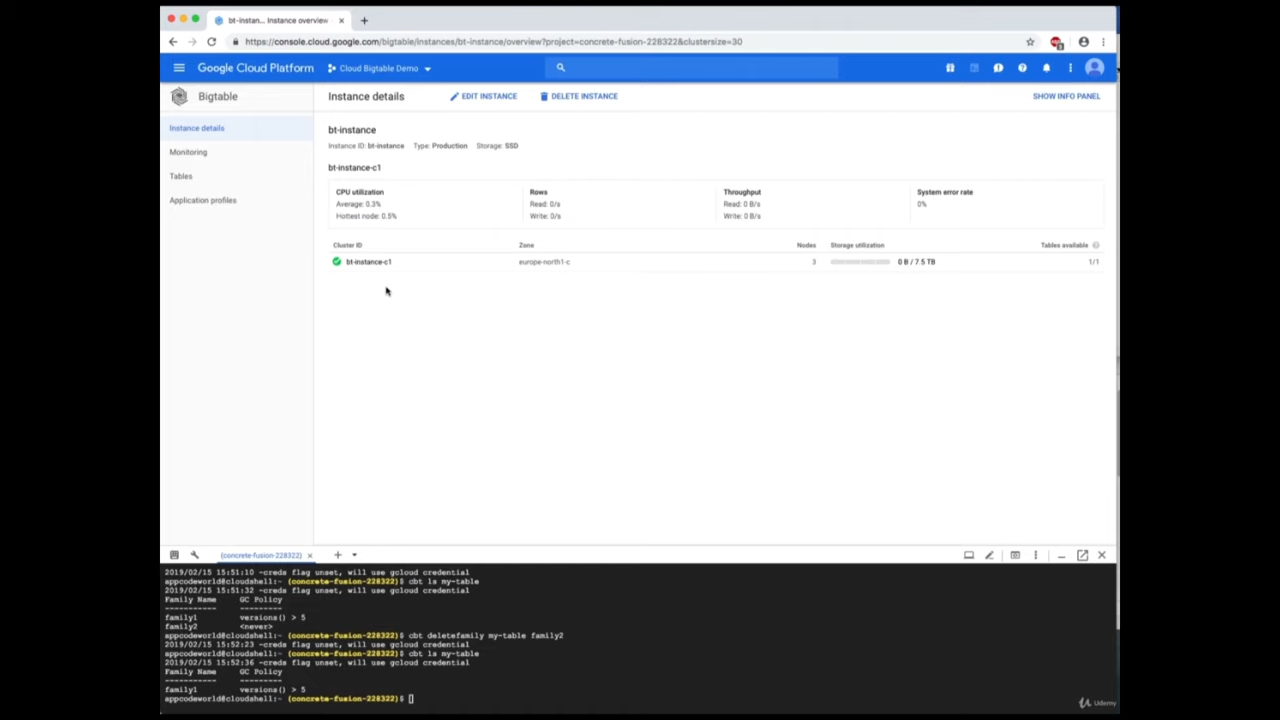 bt-instan... Instance overview
https://console.cloud.google.com/bigtable/instances/bt-instance/overview?project=concrete-fusion-228322&clustersize=30
Google Cloud Platform Cloud Bigtable Demo
Bigtable Instance details EDIT INSTANCE DELETE INSTANCE SHOW INFO PANEL
Instance details
Monitoring
Tables
Application profiles
bt-instance
Instance ID: bt-instance Type: Production Storage: SSD
bt-instance-c1
CPU utilization Rows Throughput System error rate
Average: 0.3% Read: 0/s Read: 0 B/s 0%
Hottest node: 0.5% Write: 0/s Write: 0 B/s
Cluster ID Zone Nodes Storage utilization Tables available
bt-instance-c1 europe-north1-c 3 0 B / 7.5 TB 1/1
(concrete-fusion-228322)
2019/02/15 15:51:10 -creds flag unset, will use gcloud credential
appcodeworld@cloudshell:~ (concrete-fusion-228322)$ cbt ls my-table
2019/02/15 15:51:32 -creds flag unset, will use gcloud credential
Family Name GC Policy
----------- ---------
family1 versions() > 5
family2 <never>
appcodeworld@cloudshell:~ (concrete-fusion-228322)$ cbt deletefamily my-table family2
2019/02/15 15:52:23 -creds flag unset, will use gcloud credential
appcodeworld@cloudshell:~ (concrete-fusion-228322)$ cbt ls my-table
2019/02/15 15:52:36 -creds flag unset, will use gcloud credential
Family Name GC Policy
----------- ---------
family1 versions() > 5
appcodeworld@cloudshell:~ (concrete-fusion-228322)$
Udemy